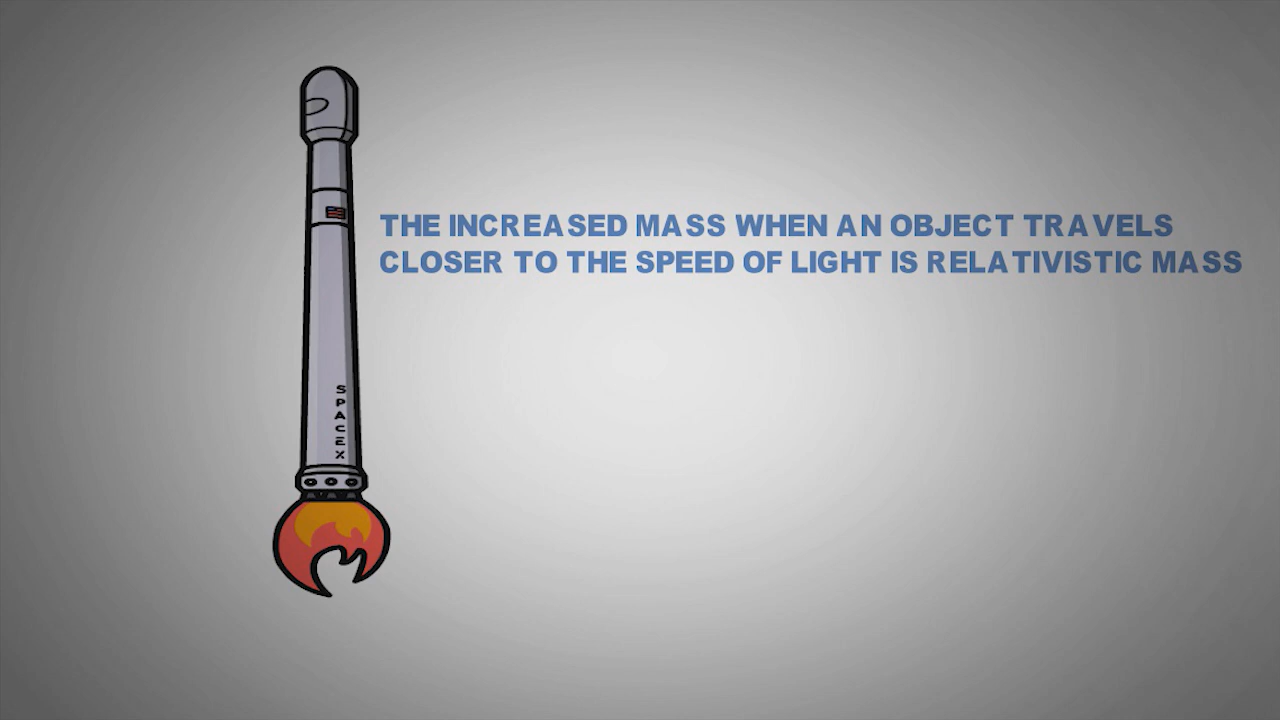 THE INCREASED MASS WHEN AN OBJECT TRAVELS
CLOSER TO THE SPEED OF LIGHT IS RELATIVISTIC MASS
SPACEX